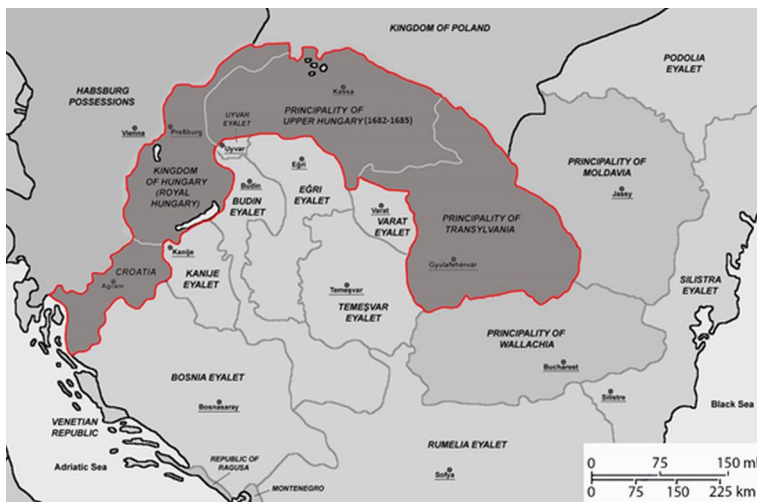 KINGDOM OF POLAND
PODOLIA
EYALET
HABSBURG
POSSESSIONS
Kassa
PRINCIPALITY OF
UPPER HUNGARY (1682-1685)
UYVAR
EYALET
Vienna
Preßburg
Uyvar
KINGDOM
OF HUNGARY
(ROYAL
HUNGARY)
Budin
BUDIN
EYALET
Eğri
EĞRI
EYALET
Varat
VARAT
EYALET
PRINCIPALITY OF
MOLDAVIA
Jassy
PRINCIPALITY OF
TRANSYLVANIA
Gyulafehérvár
Kanije
KANIJE
EYALET
CROATIA
Agram
Temeşvar
TEMEŞVAR
EYALET
SILISTRA
EYALET
PRINCIPALITY OF
WALLACHIA
Bucharest
Silistre
BOSNIA EYALET
Bosnasaray
VENETIAN
REPUBLIC
Black Sea
Adriatic Sea
REPUBLIC OF
RAGUSA
MONTENEGRO
RUMELIA EYALET
Sofya
0 75 150 ml
0 75 150 225 km